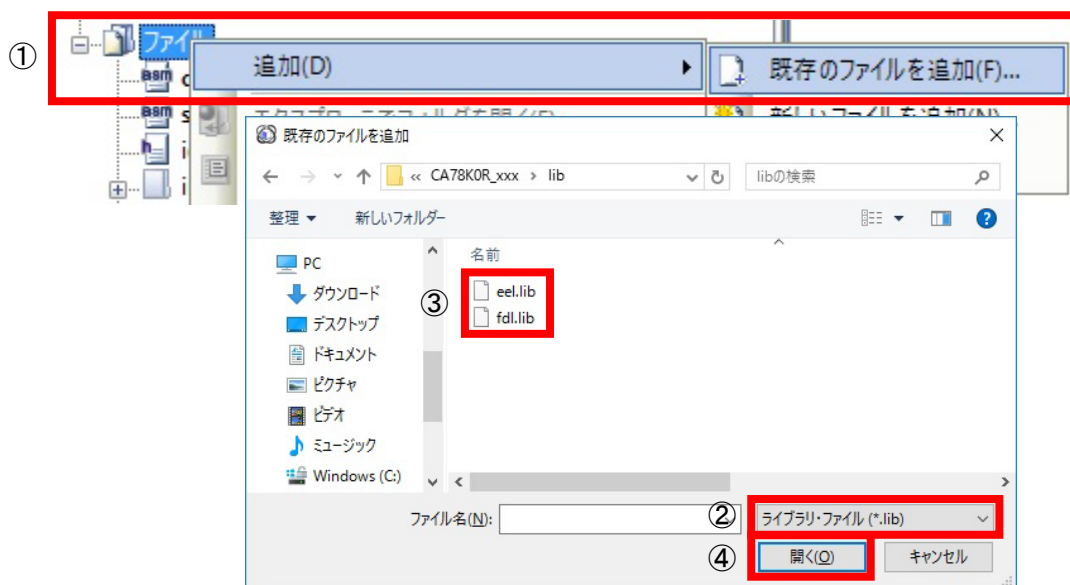 ①
ファイル
追加(D)
既存のファイルを追加(F)...
asm
asm s
既存のファイルを追加
« CA78K0R_xxx › lib
libの検索
整理
新しいフォルダー
名前
PC
ダウンロード
デスクトップ
ドキュメント
ピクチャ
ビデオ
ミュージック
Windows (C:)
③
eel.lib
fdl.lib
ファイル名(N):
②
ライブラリ・ファイル (*.lib)
④
開く(O)
キャンセル